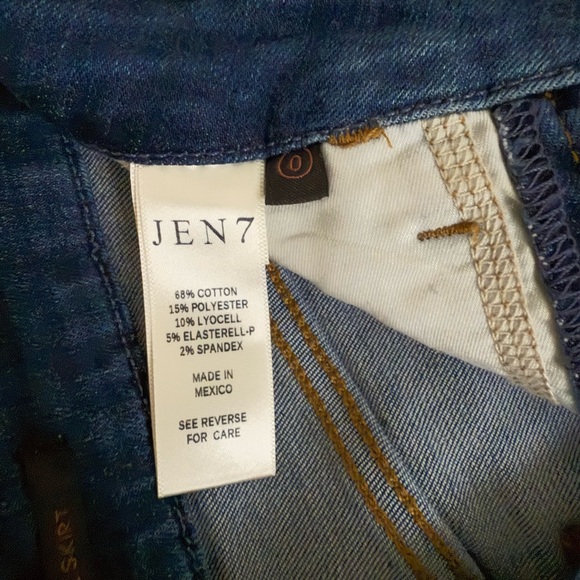 0
JEN7
68% COTTON
15% POLYESTER
10% LYOCELL
5% ELASTERELL-P
2% SPANDEX
MADE IN
MEXICO
SEE REVERSE
FOR CARE
SKIRT